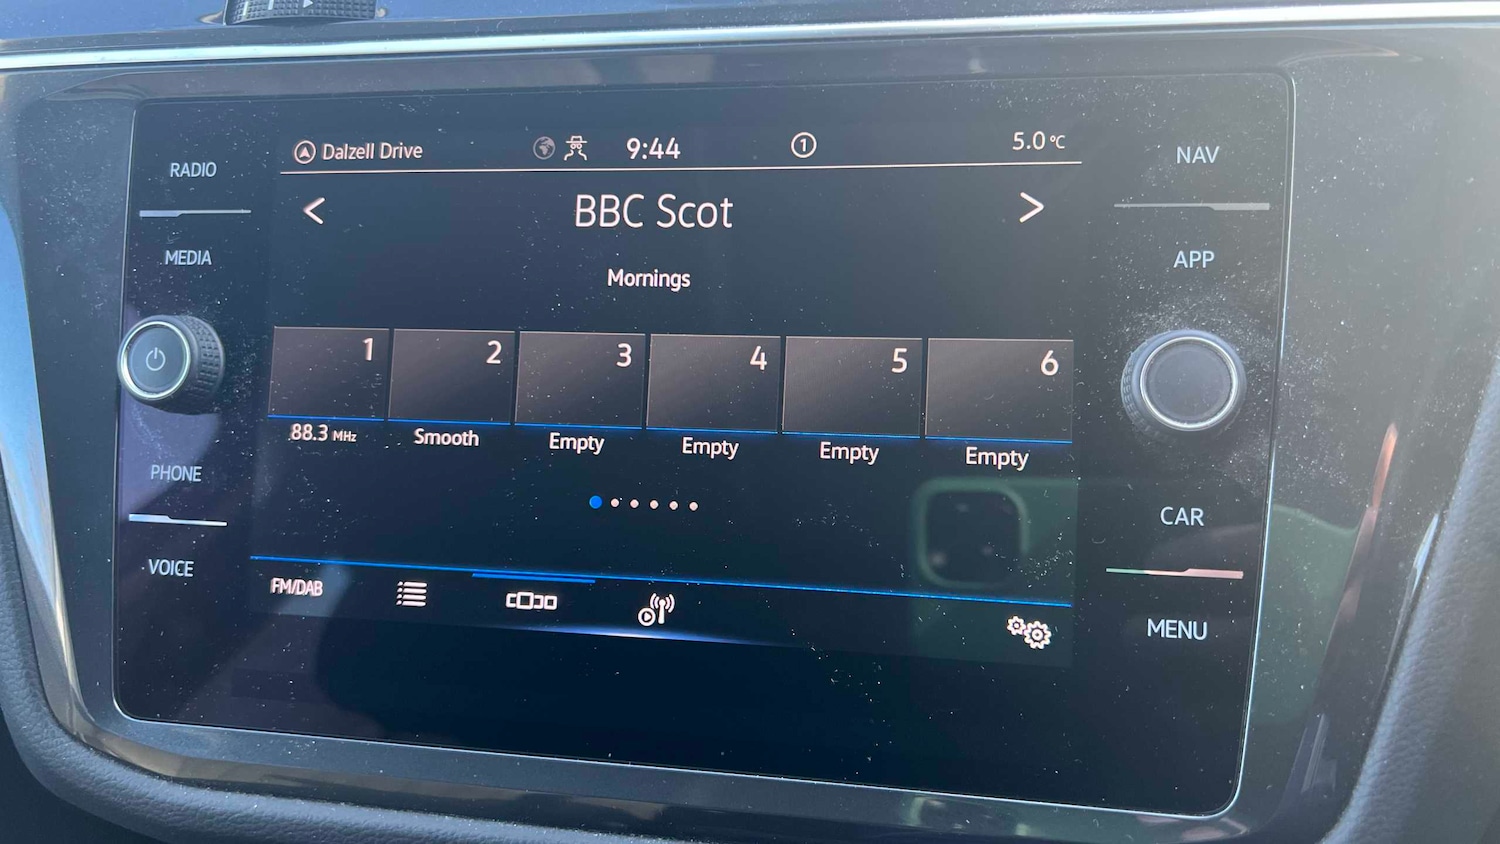 Dalzell Drive 9:44 1 5.0°C
RADIO
NAV
BBC Scot
MEDIA
APP
Mornings
1 2 3 4 5 6
88.3 MHz Smooth Empty Empty Empty Empty
PHONE
CAR
VOICE
FM/DAB
MENU